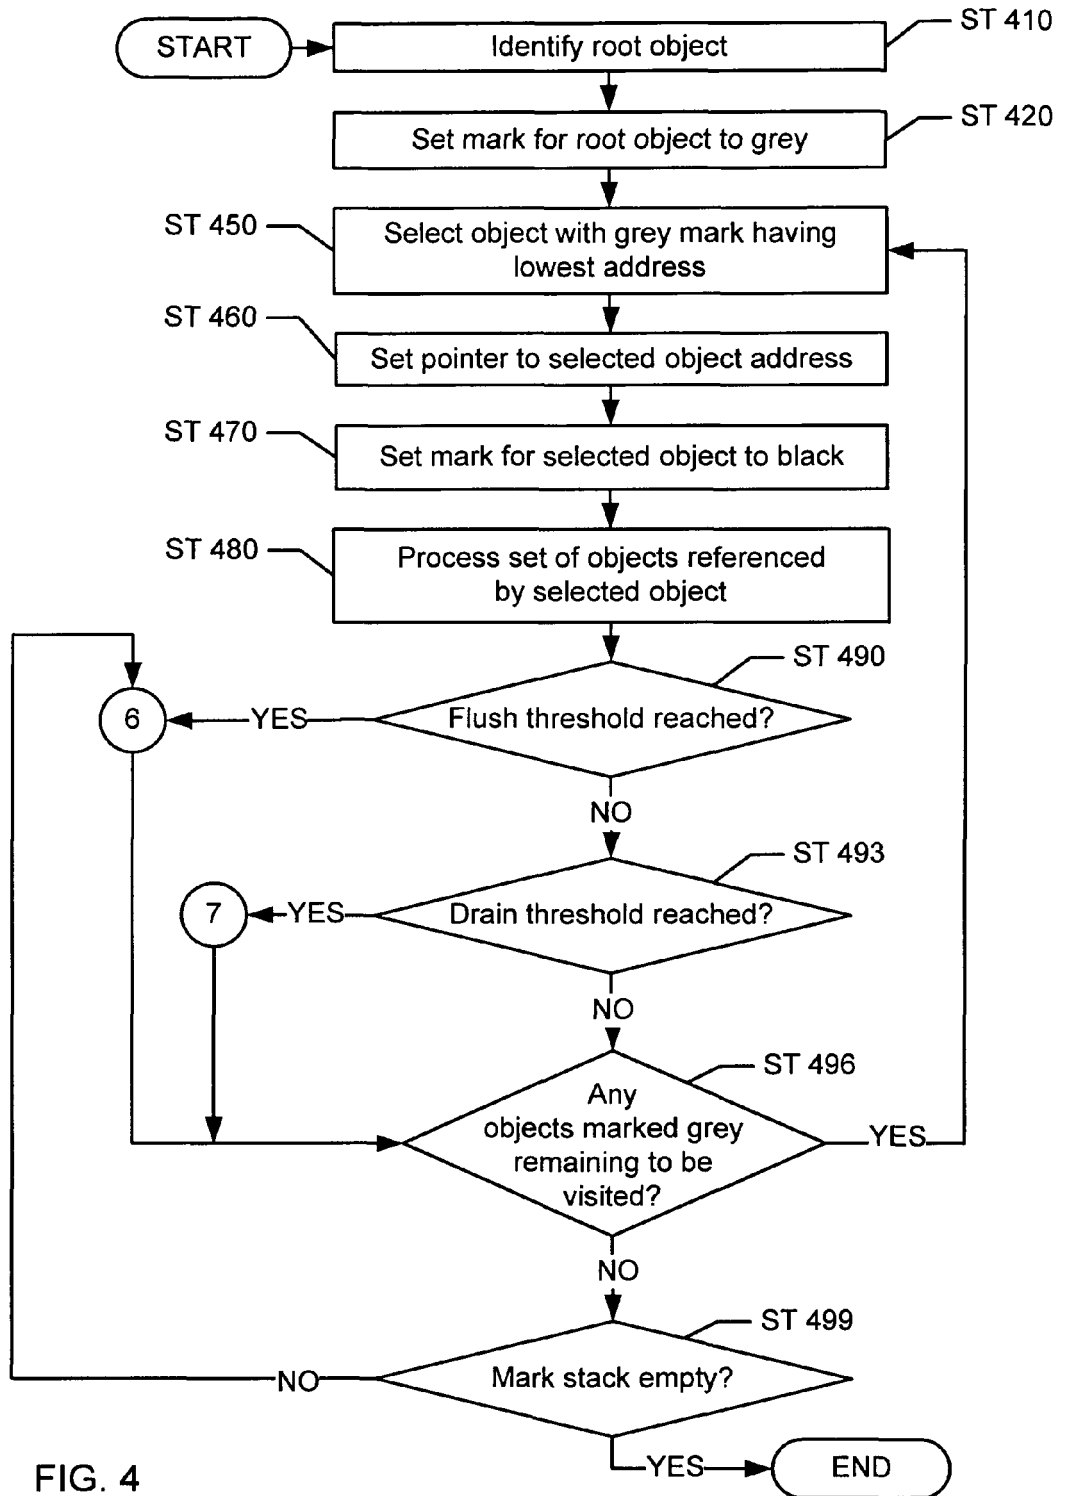 START
Identify root object
ST 410
Set mark for root object to grey
ST 420
ST 450
Select object with grey mark having
lowest address
ST 460
Set pointer to selected object address
ST 470
Set mark for selected object to black
ST 480
Process set of objects referenced
by selected object
ST 490
6
YES
Flush threshold reached?
NO
ST 493
7
YES
Drain threshold reached?
NO
ST 496
Any
objects marked grey
remaining to be
visited?
YES
NO
ST 499
NO
Mark stack empty?
YES
END
FIG. 4